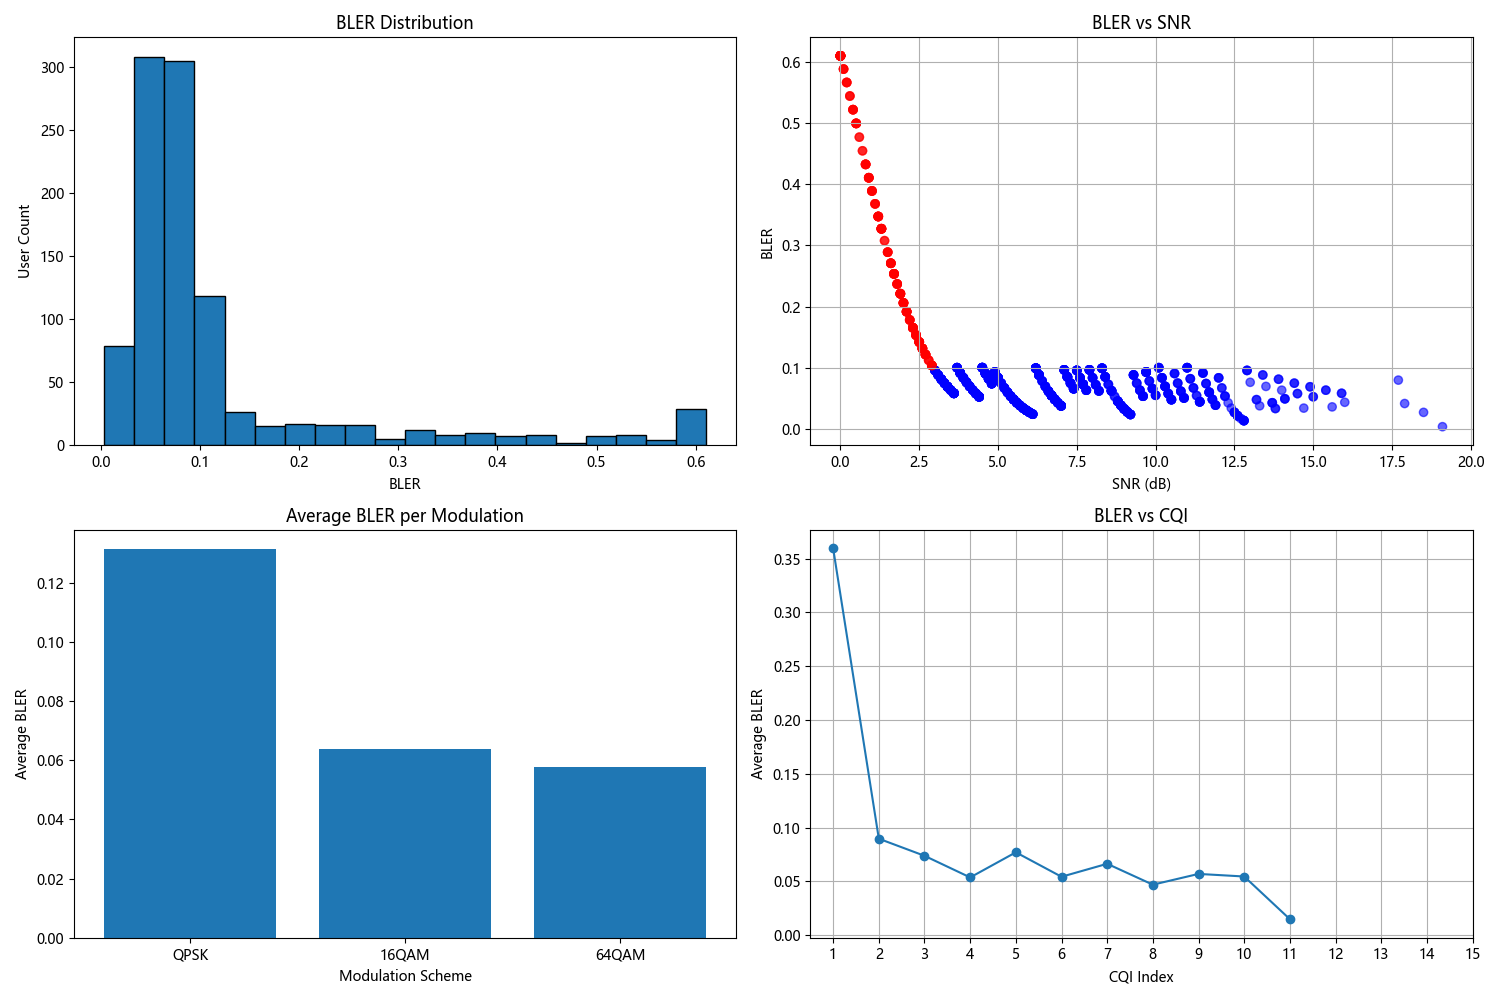 BLER Distribution
User Count
300
250
200
150
100
50
0
0.0 0.1 0.2 0.3 0.4 0.5 0.6
BLER
BLER vs SNR
BLER
0.6
0.5
0.4
0.3
0.2
0.1
0.0
0.0 2.5 5.0 7.5 10.0 12.5 15.0 17.5 20.0
SNR (dB)
Average BLER per Modulation
Average BLER
0.12
0.10
0.08
0.06
0.04
0.02
0.00
QPSK 16QAM 64QAM
Modulation Scheme
BLER vs CQI
Average BLER
0.35
0.30
0.25
0.20
0.15
0.10
0.05
0.00
1 2 3 4 5 6 7 8 9 10 11 12 13 14 15
CQI Index